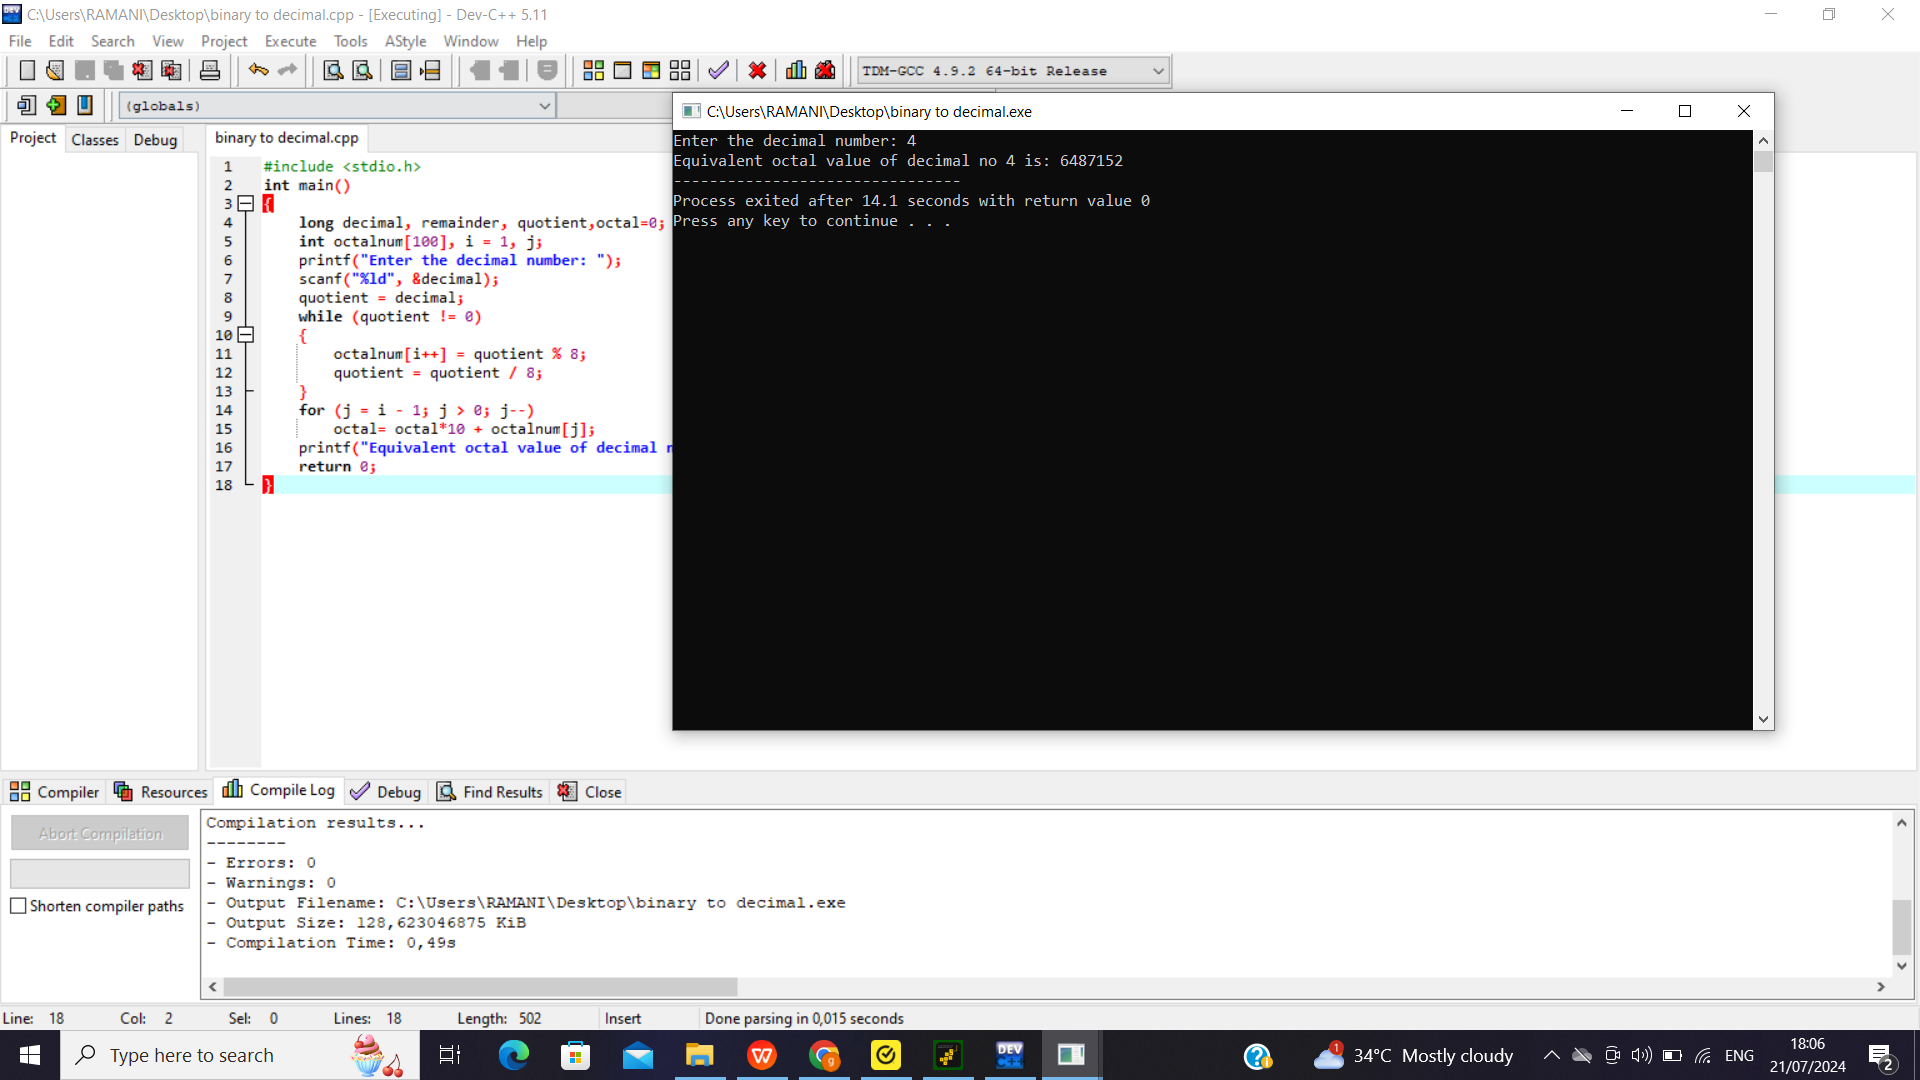 C:\Users\RAMANI\Desktop\binary to decimal.cpp - [Executing] - Dev-C++ 5.11
File Edit Search View Project Execute Tools AStyle Window Help
TDM-GCC 4.9.2 64-bit Release
(globals)
Project Classes Debug
binary to decimal.cpp
1 #include <stdio.h>
2 int main()
3 {
4 long decimal, remainder, quotient,octal=0;
5 int octalnum[100], i = 1, j;
6 printf("Enter the decimal number: ");
7 scanf("%ld", &decimal);
8 quotient = decimal;
9 while (quotient != 0)
10 {
11 octalnum[i++] = quotient % 8;
12 quotient = quotient / 8;
13 }
14 for (j = i - 1; j > 0; j--)
15 octal= octal*10 + octalnum[j];
16 printf("Equivalent octal value of decimal n
17 return 0;
18 }
C:\Users\RAMANI\Desktop\binary to decimal.exe
Enter the decimal number: 4
Equivalent octal value of decimal no 4 is: 6487152
--------------------------------
Process exited after 14.1 seconds with return value 0
Press any key to continue . . .
Compiler Resources Compile Log Debug Find Results Close
Abort Compilation
Shorten compiler paths
Compilation results...
--------
- Errors: 0
- Warnings: 0
- Output Filename: C:\Users\RAMANI\Desktop\binary to decimal.exe
- Output Size: 128,623046875 KiB
- Compilation Time: 0,49s
Line: 18 Col: 2 Sel: 0 Lines: 18 Length: 502 Insert Done parsing in 0,015 seconds
Type here to search
DEV C++
1
34°C Mostly cloudy
ENG
18:06
21/07/2024
2